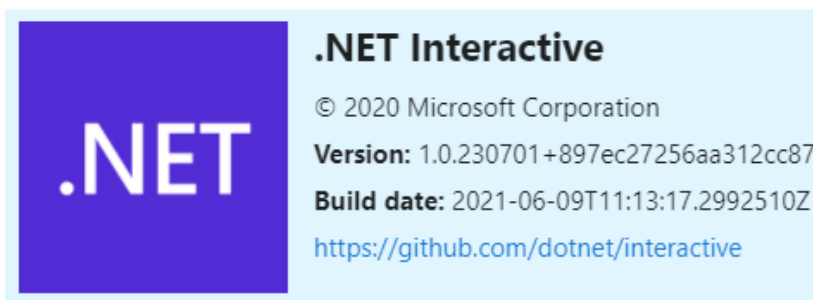 .NET
.NET Interactive
© 2020 Microsoft Corporation
Version: 1.0.230701+897ec27256aa312cc87
Build date: 2021-06-09T11:13:17.2992510Z
https://github.com/dotnet/interactive